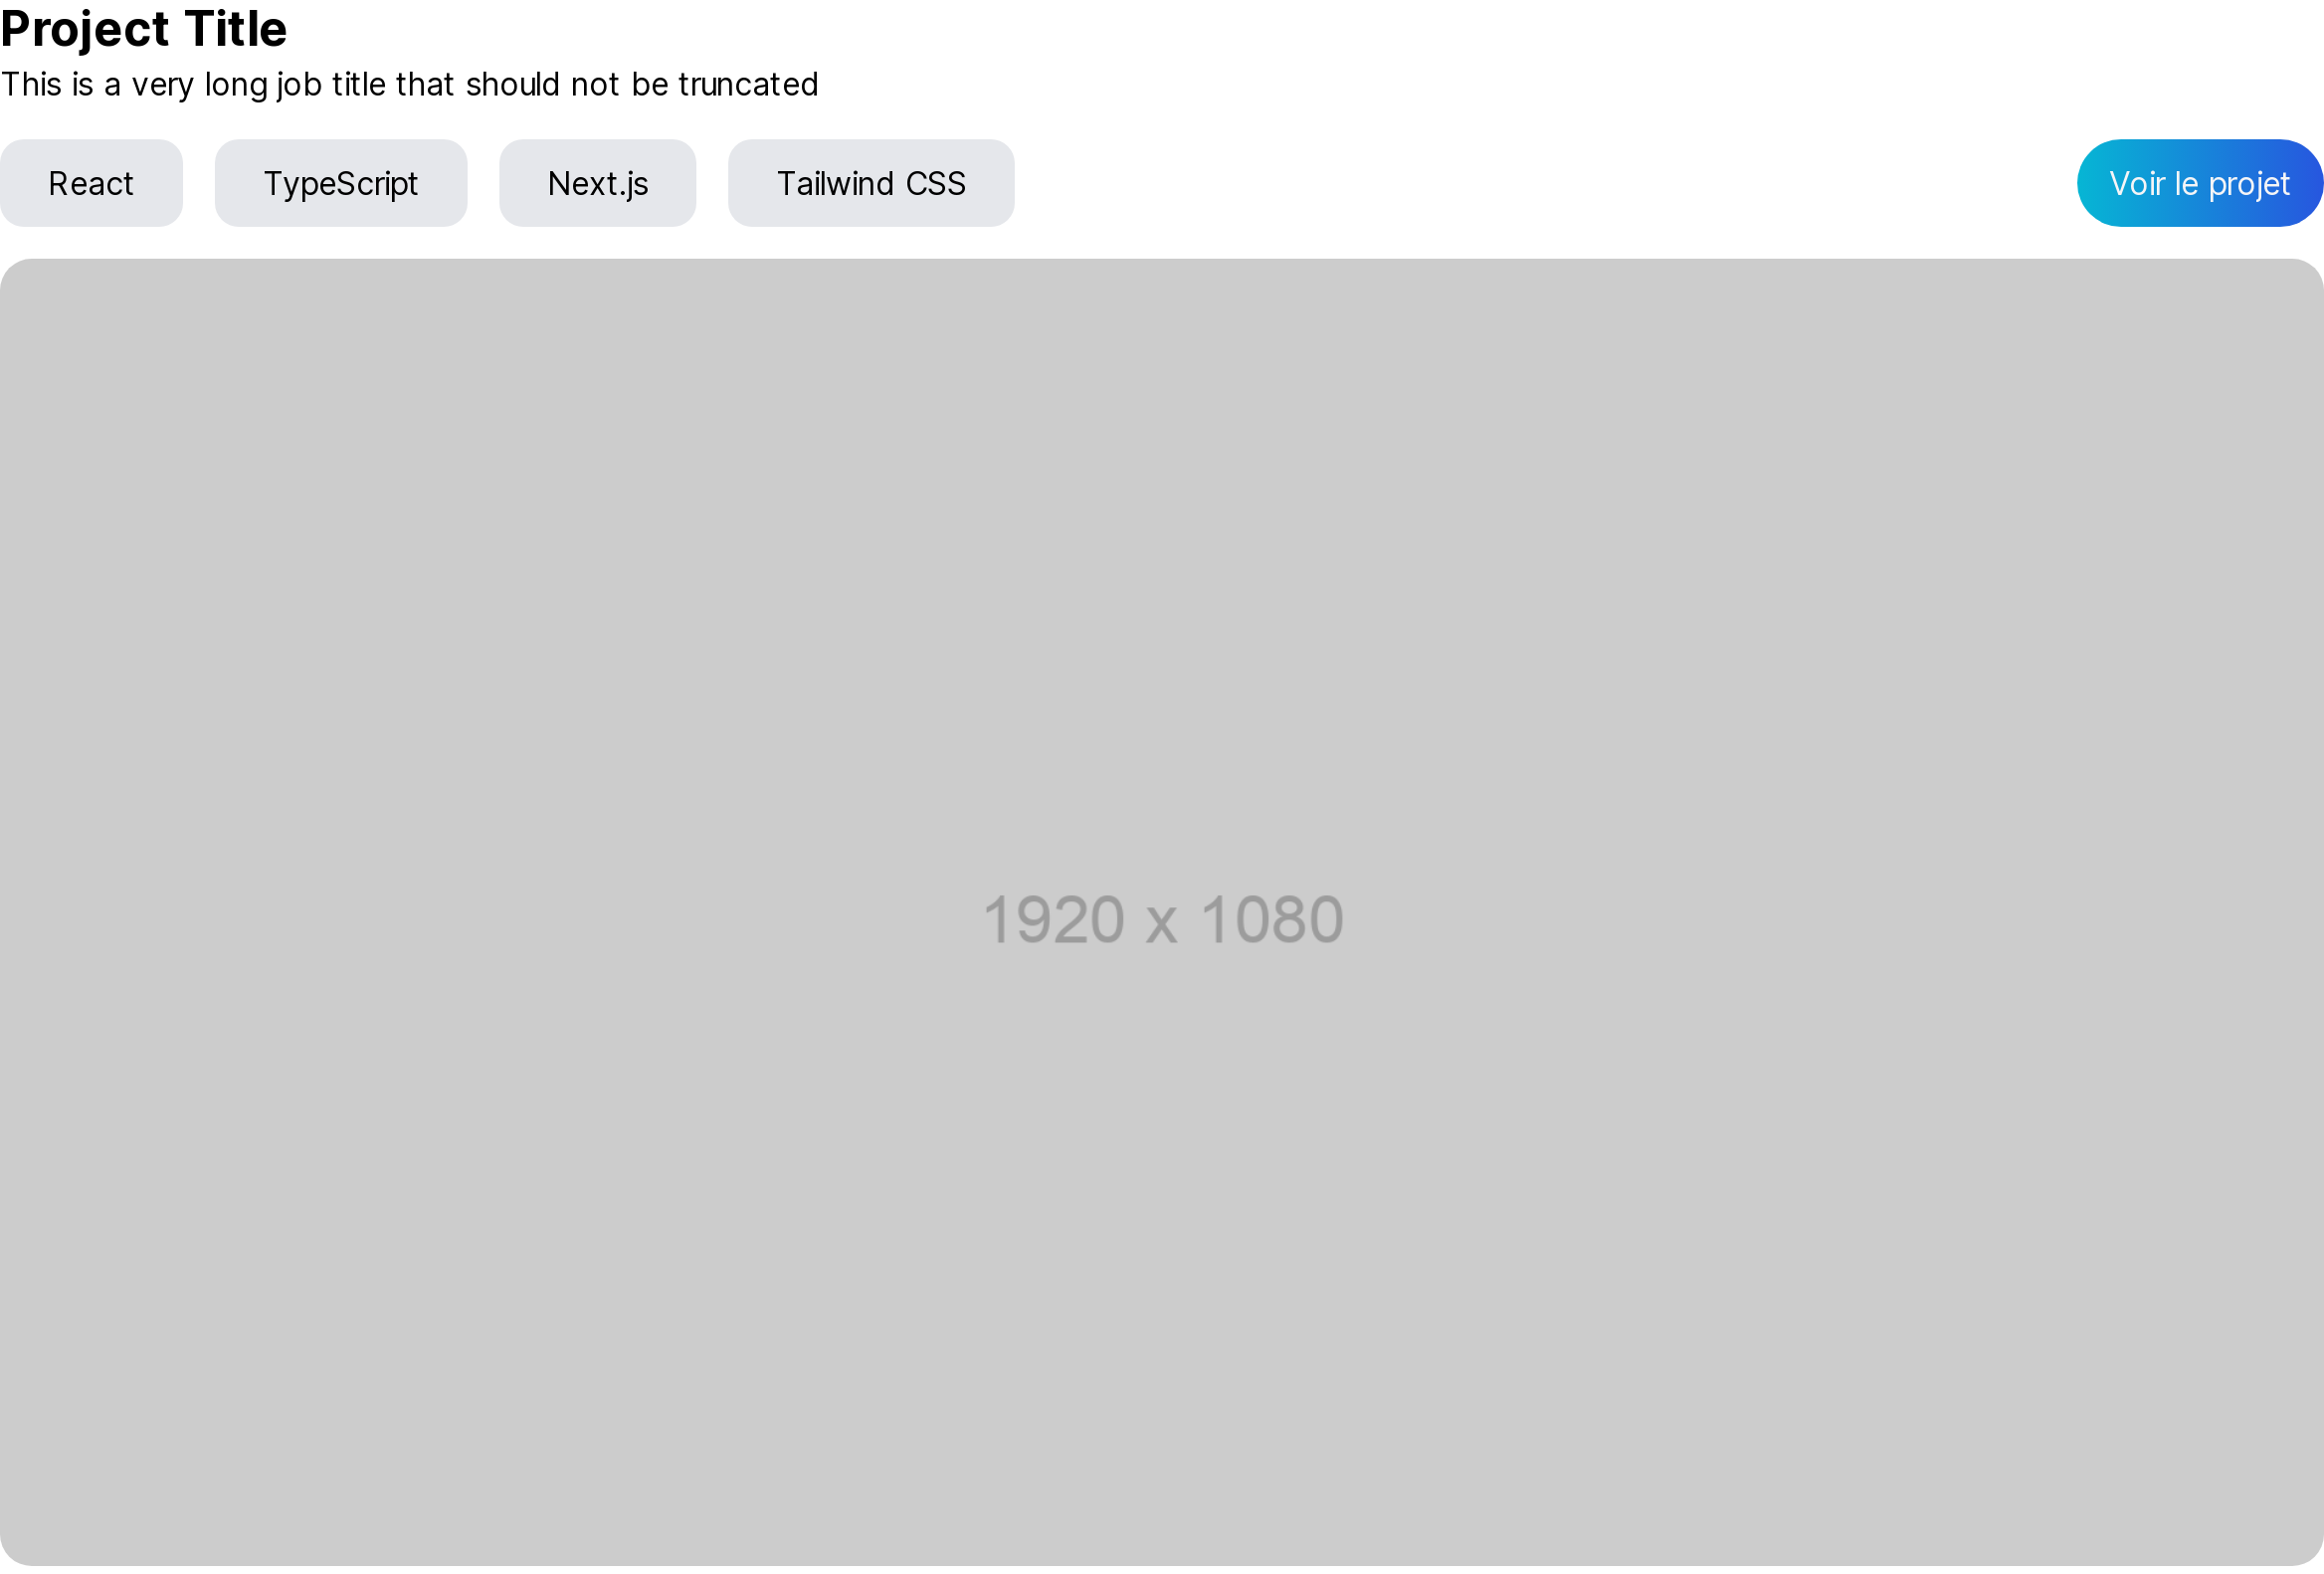 Project Title
This is a very long job title that should not be truncated
React TypeScript Next.js Tailwind CSS Voir le projet
1920 x 1080